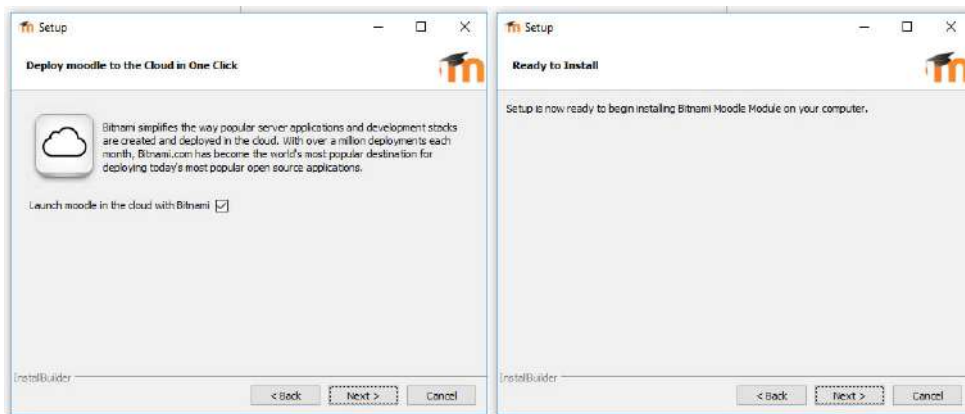 Setup
Deploy moodle to the Cloud in One Click
Bitnami simplifies the way popular server applications and development stacks
are created and deployed in the cloud. With over a million deployments each
month, Bitnami.com has become the world's most popular destination for
deploying today's most popular open source applications.
Launch moodle in the cloud with Bitnami
InstallBuilder
< Back Next > Cancel
Setup
Ready to Install
Setup is now ready to begin installing Bitnami Moodle Module on your computer.
InstallBuilder
< Back Next > Cancel